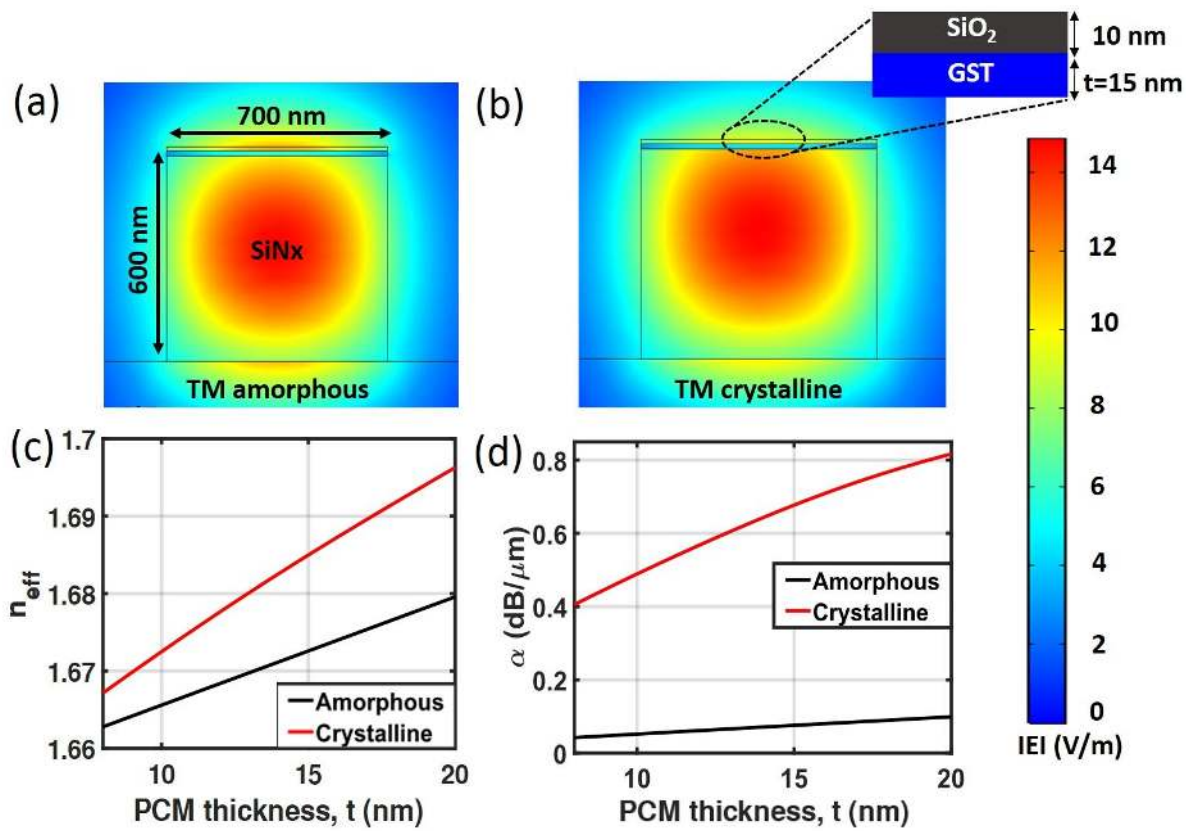 SiO₂
10 nm
GST
t=15 nm
(a)
700 nm
600 nm
SiNx
TM amorphous
(b)
TM crystalline
14
12
10
8
6
4
2
0
IEI (V/m)
(c)
1.7
1.69
1.68
1.67
1.66
n_eff
Amorphous
Crystalline
10
15
20
PCM thickness, t (nm)
(d)
0.8
0.6
0.4
0.2
0
α (dB/μm)
Amorphous
Crystalline
10
15
20
PCM thickness, t (nm)